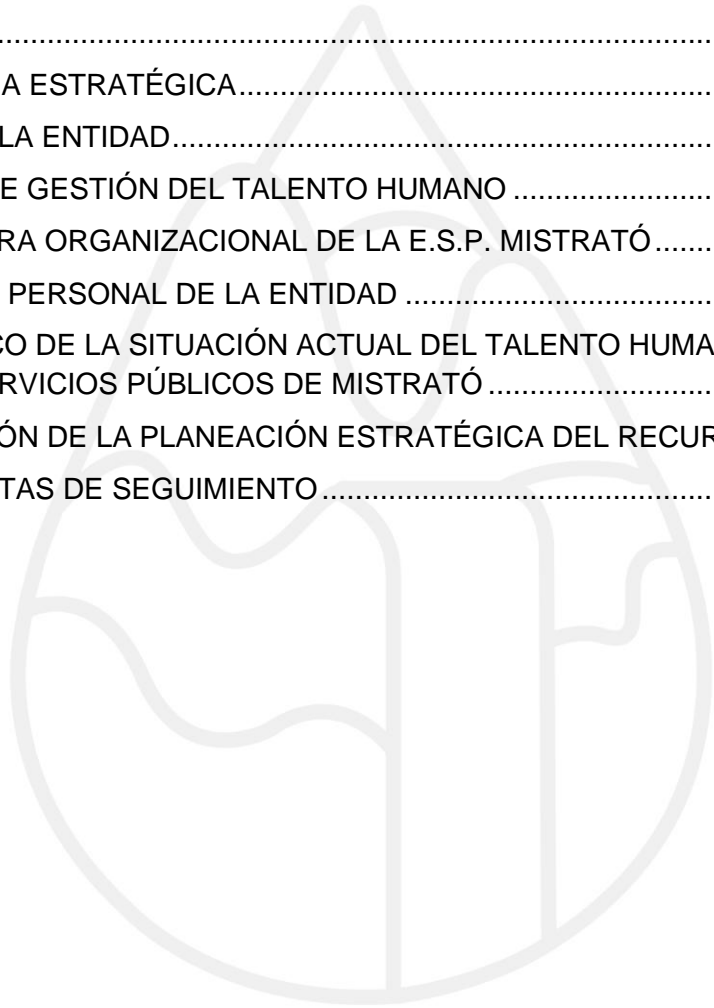 ........................................................................
A ESTRATÉGICA................................................
LA ENTIDAD.......................................................
E GESTIÓN DEL TALENTO HUMANO ....................
RA ORGANIZACIONAL DE LA E.S.P. MISTRATÓ.......
PERSONAL DE LA ENTIDAD ...............................
CO DE LA SITUACIÓN ACTUAL DEL TALENTO HUMA
RVICIOS PÚBLICOS DE MISTRATÓ.......................
ÓN DE LA PLANEACIÓN ESTRATÉGICA DEL RECUR
TAS DE SEGUIMIENTO........................................